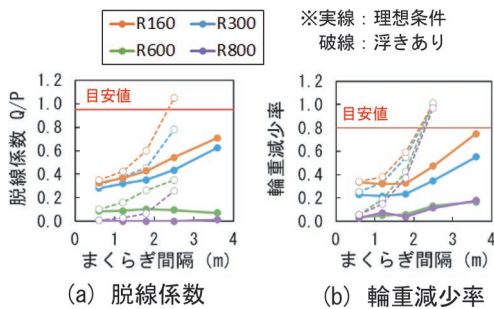 R160 R300
R600 R800
※実線：理想条件
破線：浮きあり
脱線係数 Q/P
1.2
1.0
0.8
0.6
0.4
0.2
0.0
目安値
0 1 2 3 4
まくらぎ間隔 (m)
(a) 脱線係数
輪重減少率
1.2
1.0
0.8
0.6
0.4
0.2
0.0
目安値
0 1 2 3 4
まくらぎ間隔 (m)
(b) 輪重減少率